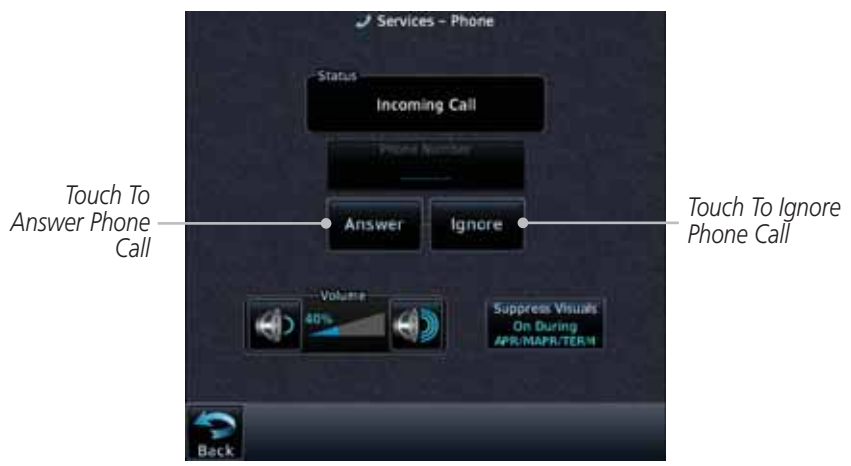 Services – Phone
Status
Incoming Call
Phone Number
Touch To
Answer Phone
Call
Answer
Ignore
Touch To Ignore
Phone Call
Volume
40%
Suppress Visuals
On During
APR/MAPR/TERM
Back